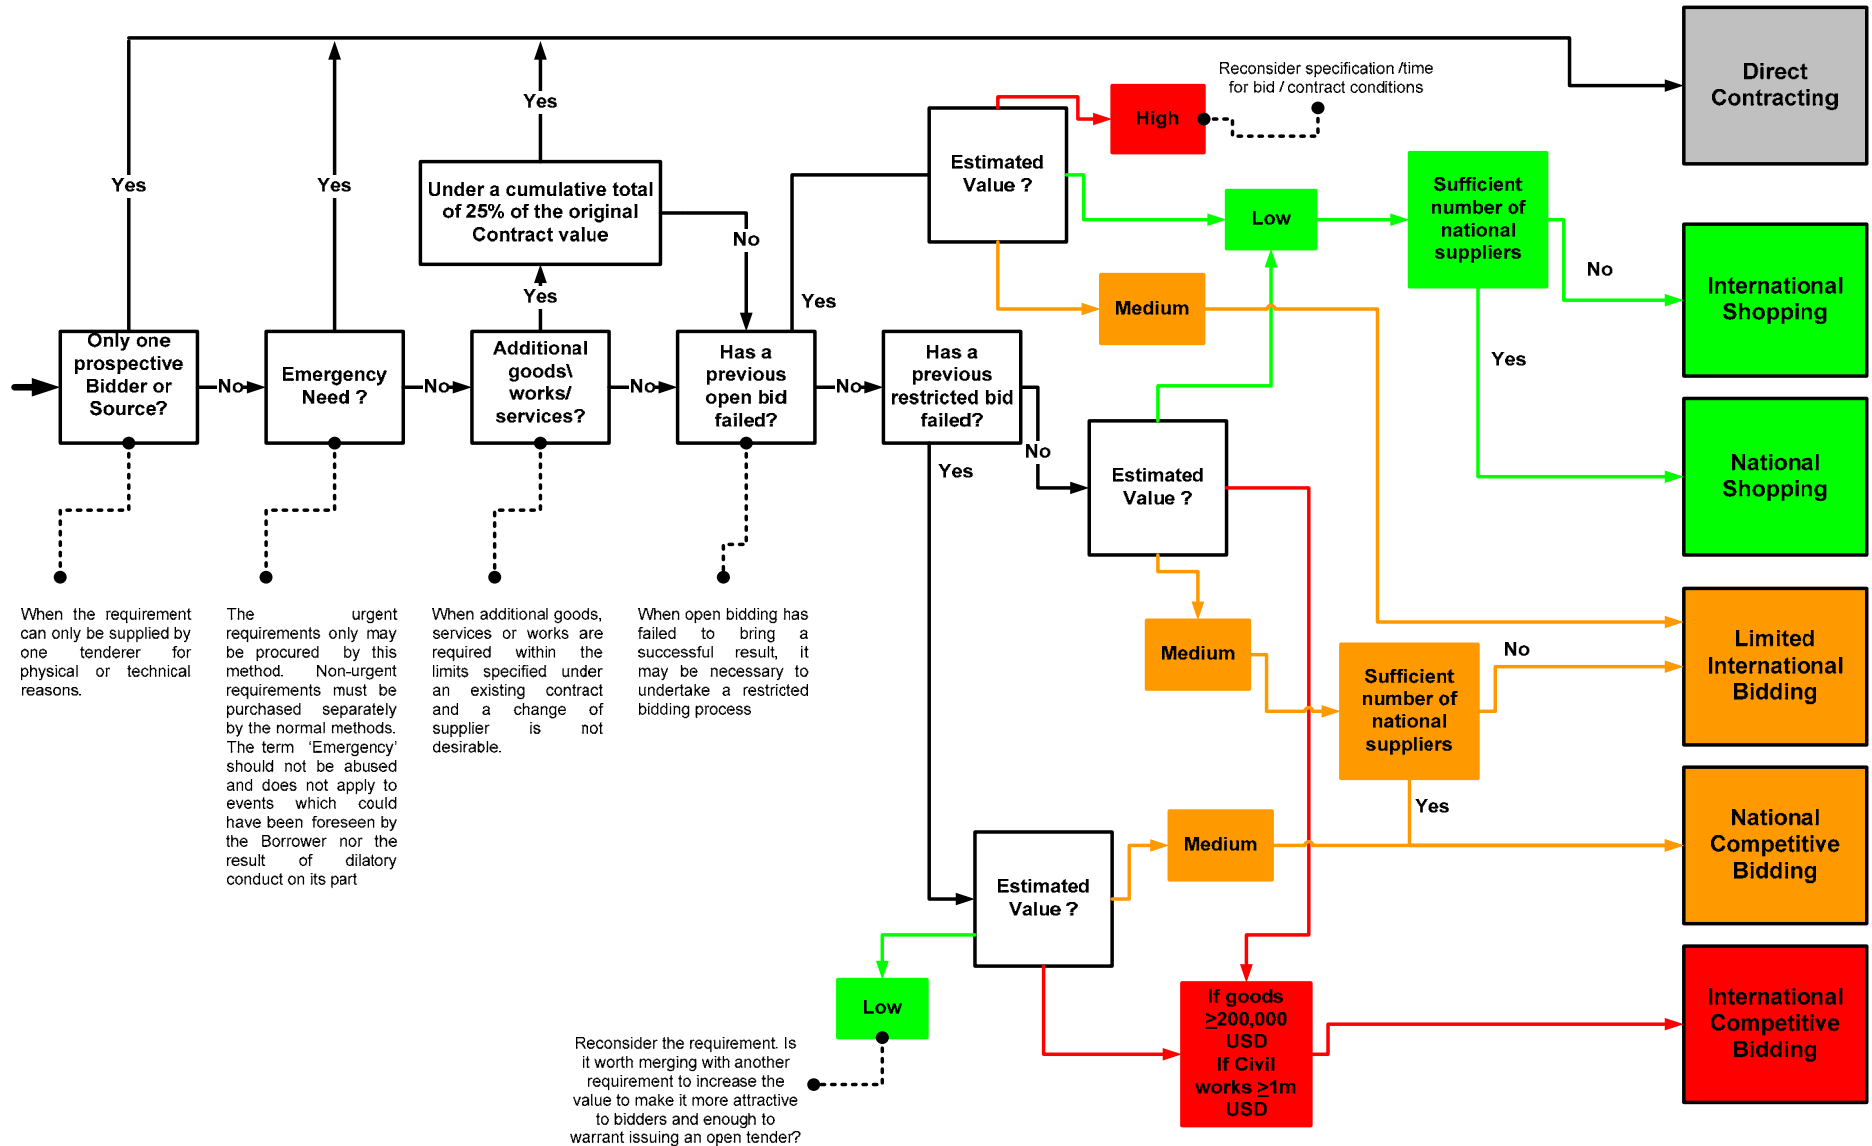 Direct
Contracting
Reconsider specification /time
for bid / contract conditions
High
Yes
Yes
Yes
Estimated
Value ?
Under a cumulative total
of 25% of the original
Contract value
No
Low
Sufficient
number of
national
suppliers
No
International
Shopping
Yes
Yes
Medium
Only one
prospective
Bidder or
Source?
No
Emergency
Need ?
No
Additional
goods\
works/
services?
No
Has a
previous
open bid
failed?
No
Has a
previous
restricted bid
failed?
Yes
No
Yes
Estimated
Value ?
National
Shopping
When the requirement
can only be supplied by
one tenderer for
physical or technical
reasons.
The urgent
requirements only may
be procured by this
method. Non-urgent
requirements must be
purchased separately
by the normal methods.
The term ‘Emergency’
should not be abused
and does not apply to
events which could
have been foreseen by
the Borrower nor the
result of dilatory
conduct on its part
When additional goods,
services or works are
required within the
limits specified under
an existing contract
and a change of
supplier is not
desirable.
When open bidding has
failed to bring a
successful result, it
may be necessary to
undertake a restricted
bidding process
Medium
Sufficient
number of
national
suppliers
No
Limited
International
Bidding
Yes
Medium
National
Competitive
Bidding
Estimated
Value ?
Low
Reconsider the requirement. Is
it worth merging with another
requirement to increase the
value to make it more attractive
to bidders and enough to
warrant issuing an open tender?
If goods
≥200,000
USD
If Civil
works ≥1m
USD
International
Competitive
Bidding